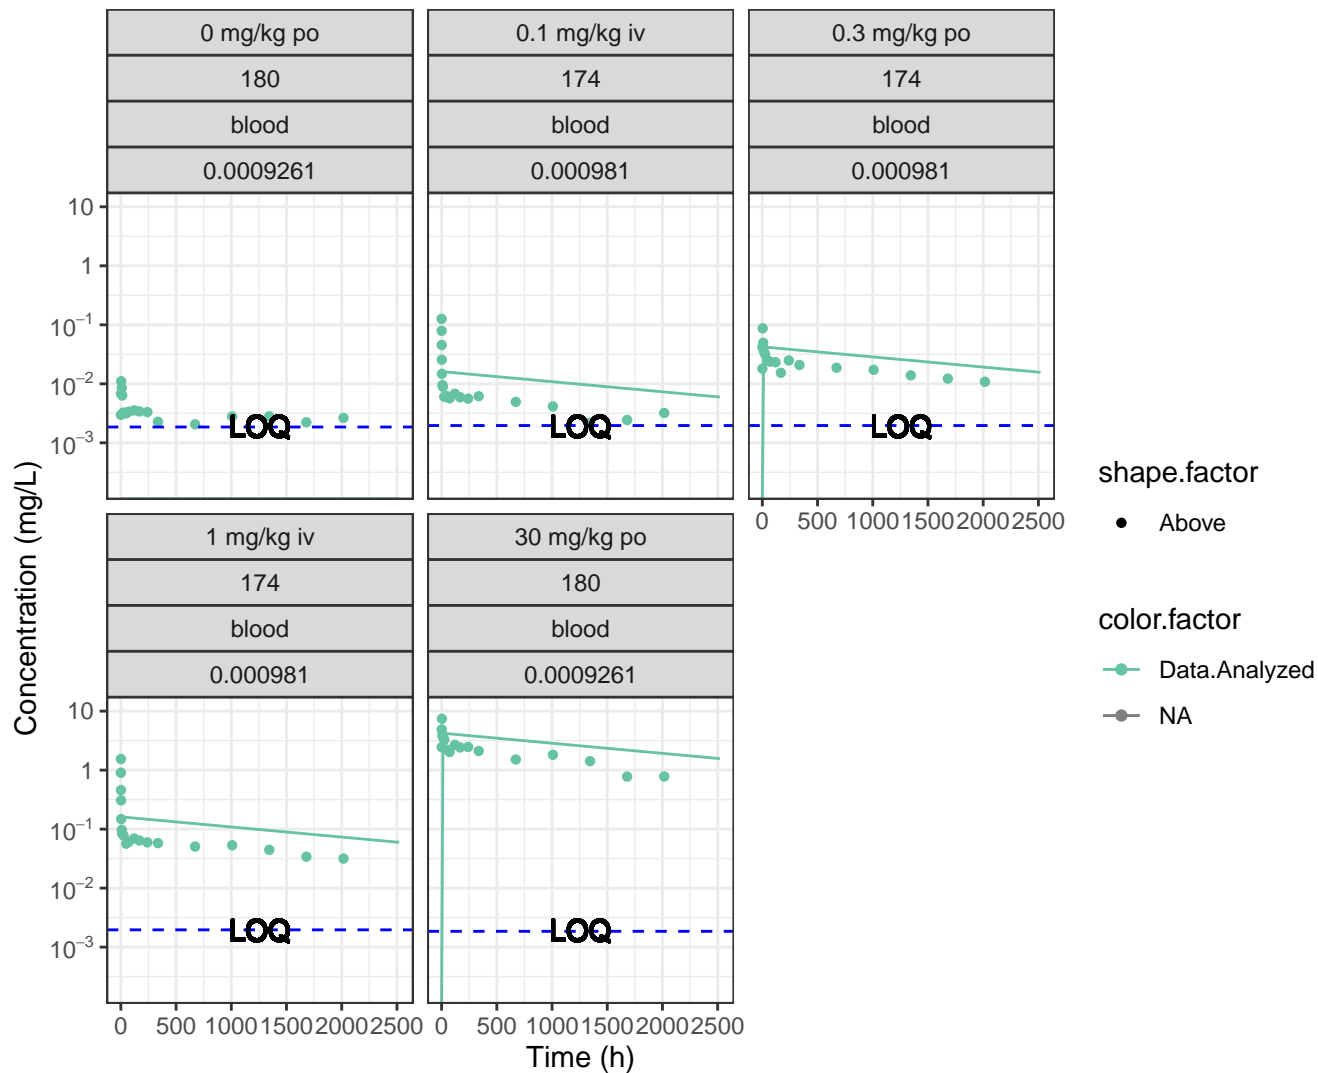 0 mg/kg po
180
blood
0.0009261
0.1 mg/kg iv
174
blood
0.000981
0.3 mg/kg po
174
blood
0.000981
10
1
10⁻¹
10⁻²
10⁻³
LOQ
LOQ
LOQ
0 500 1000 1500 2000 2500
1 mg/kg iv
174
blood
0.000981
30 mg/kg po
180
blood
0.0009261
10
1
10⁻¹
10⁻²
10⁻³
LOQ
LOQ
0 500 1000 1500 2000 2500
0 500 1000 1500 2000 2500
Time (h)
Concentration (mg/L)
shape.factor
Above
color.factor
Data.Analyzed
NA